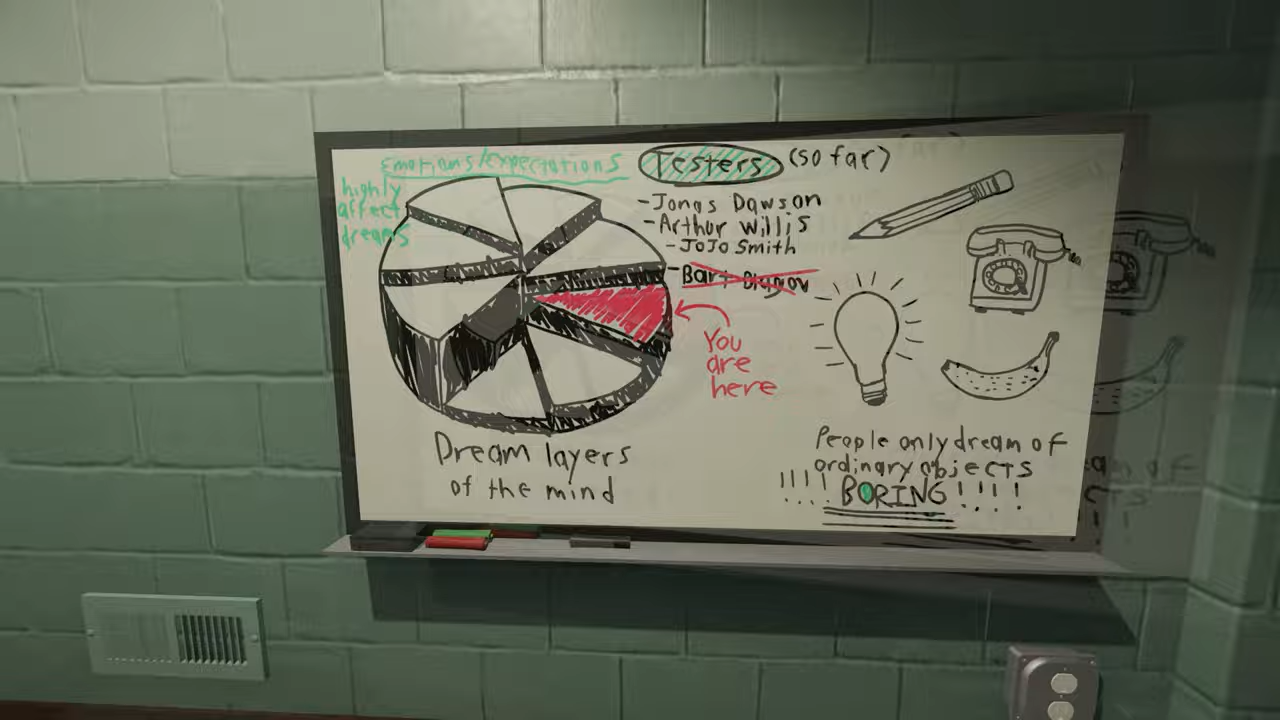 Emotions/expectations
highly
affect
dreams
Testers (so far)
-Jonas Dawson
-Arthur Willis
-JoJo Smith
-Bart
You
are
here
Dream layers
of the mind
People only dream of
ordinary objects
!!!! BORING !!!!